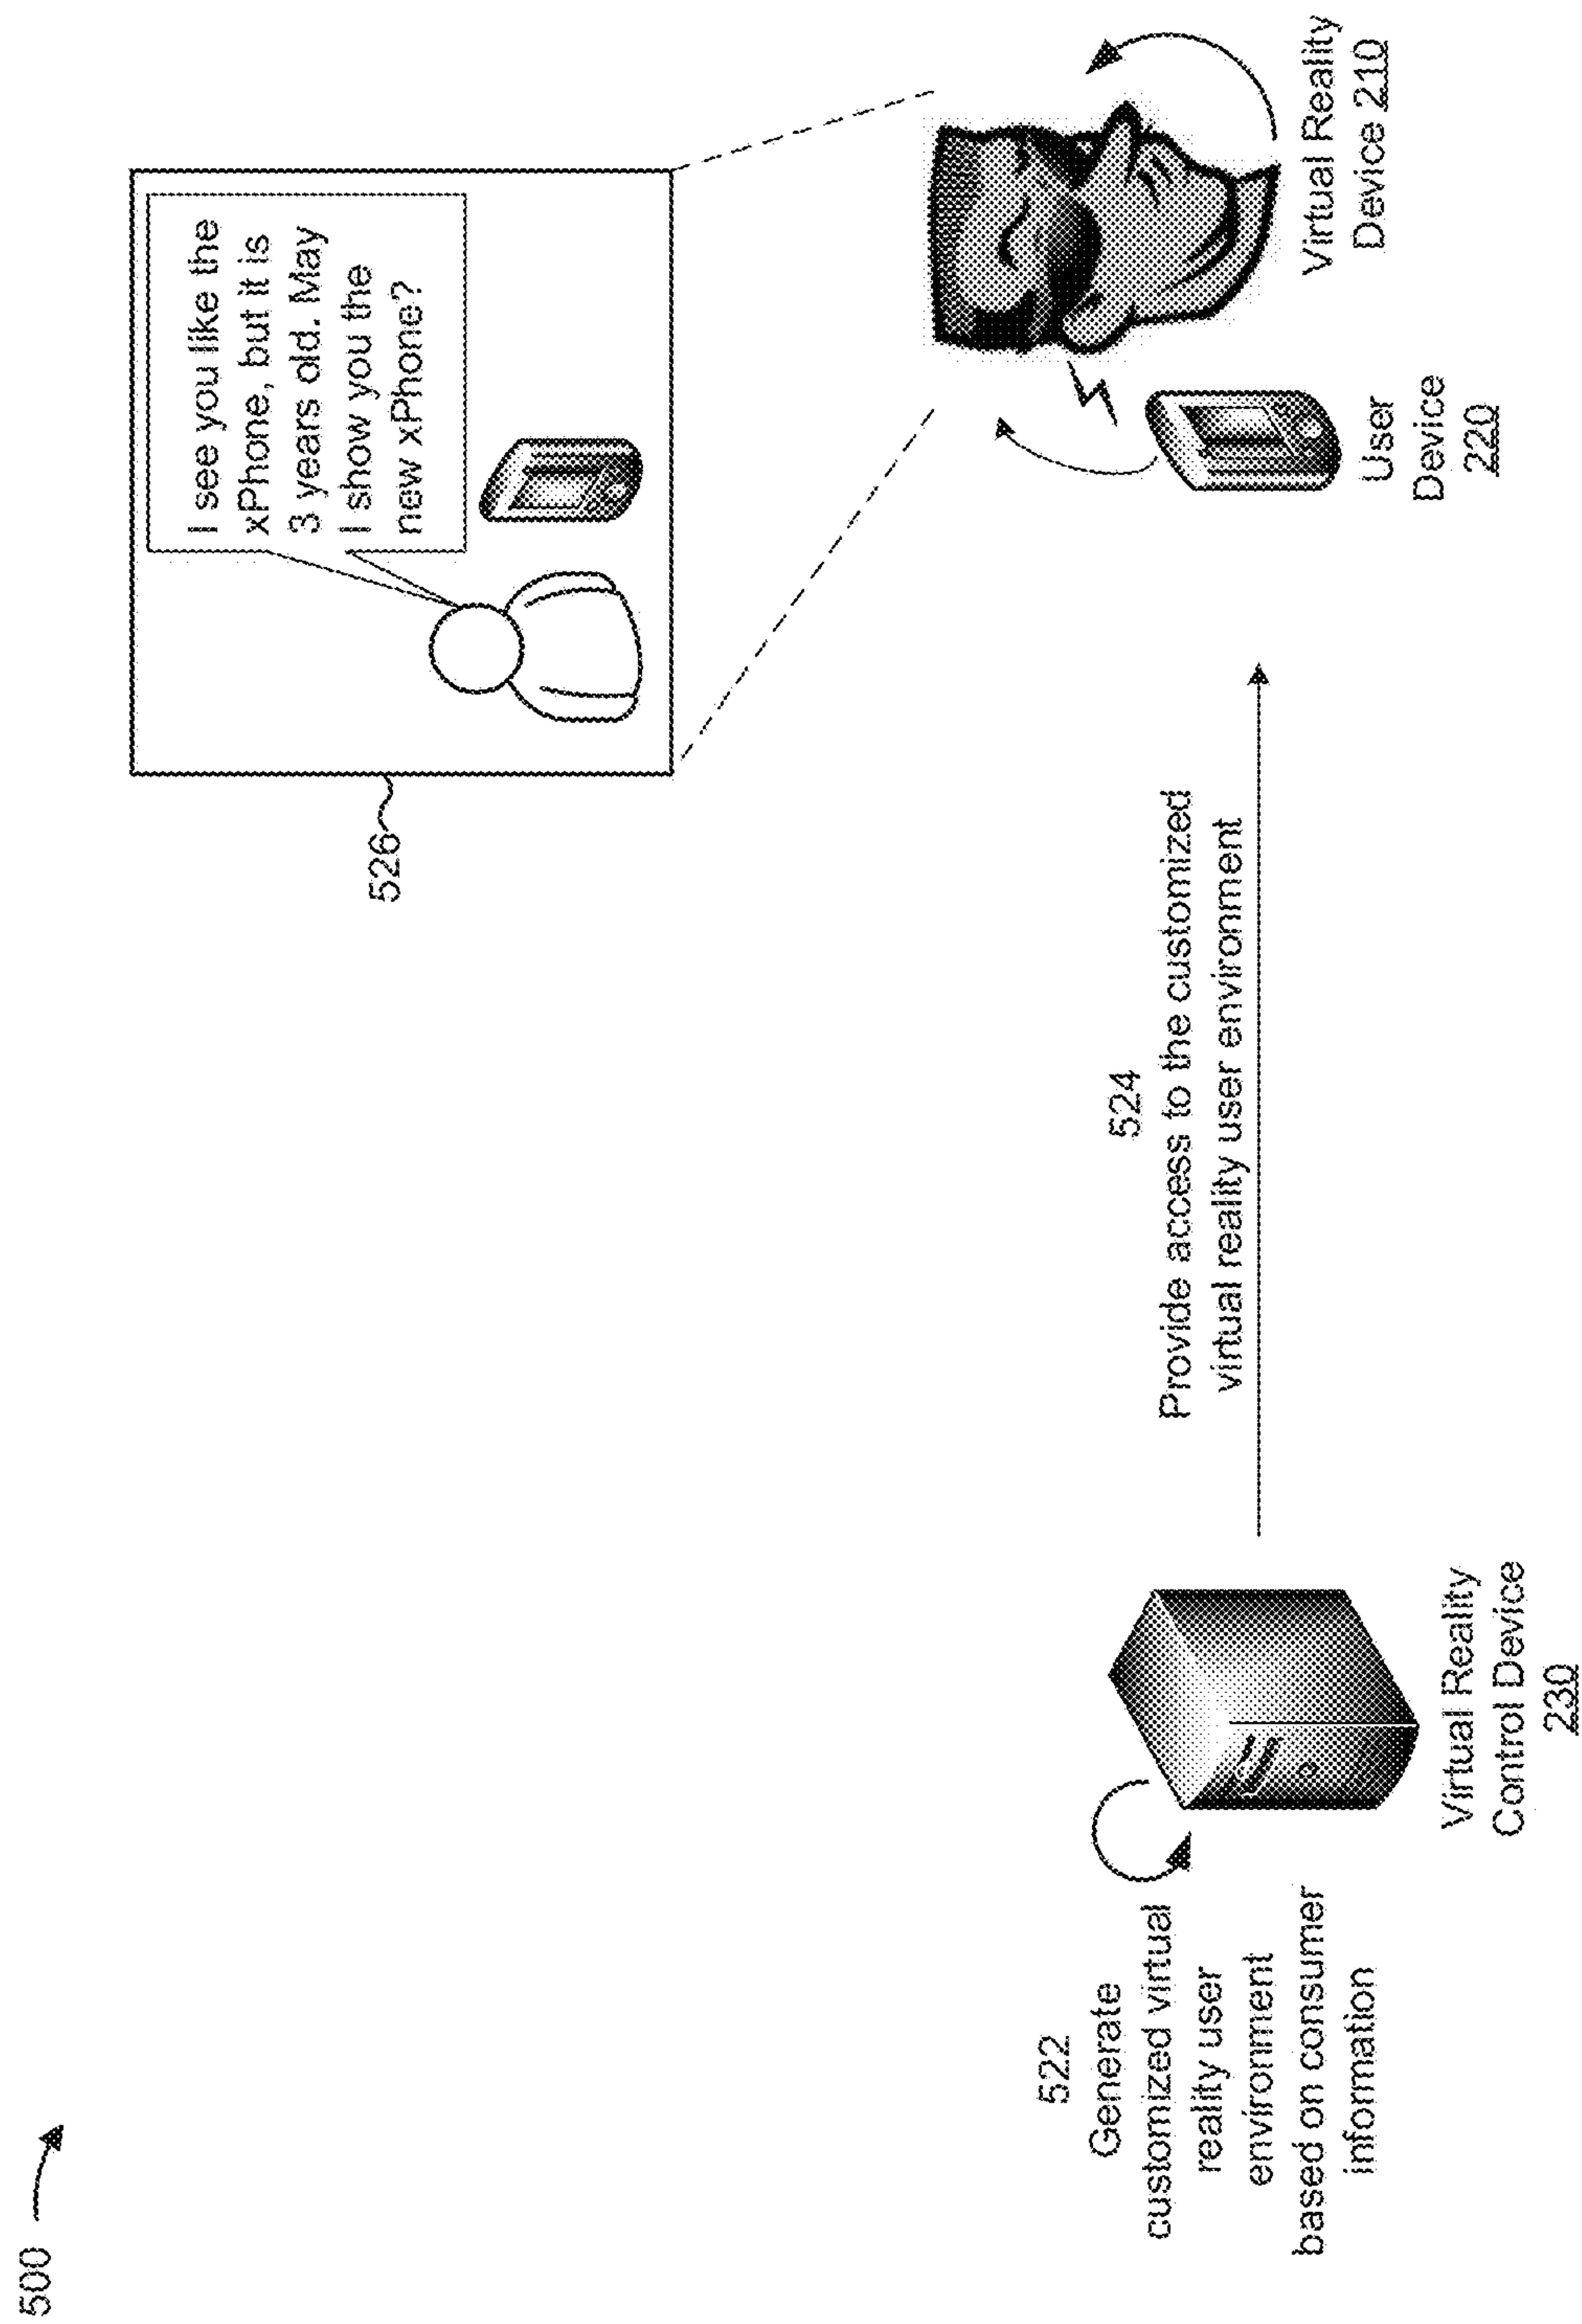 500
I see you like the
xPhone, but it is
3 years old. May
I show you the
new xPhone?
526
522
Generate
customized virtual
reality user
environment
based on consumer
information
524
Provide access to the customized
virtual reality user environment
Virtual Reality
Control Device
230
User
Device
220
Virtual Reality
Device 210